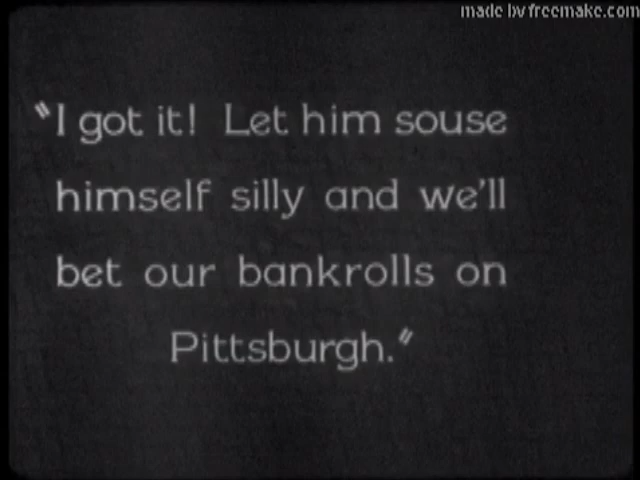 made by freemake.com
"I got it! Let him souse
himself silly and we'll
bet our bankrolls on
Pittsburgh."